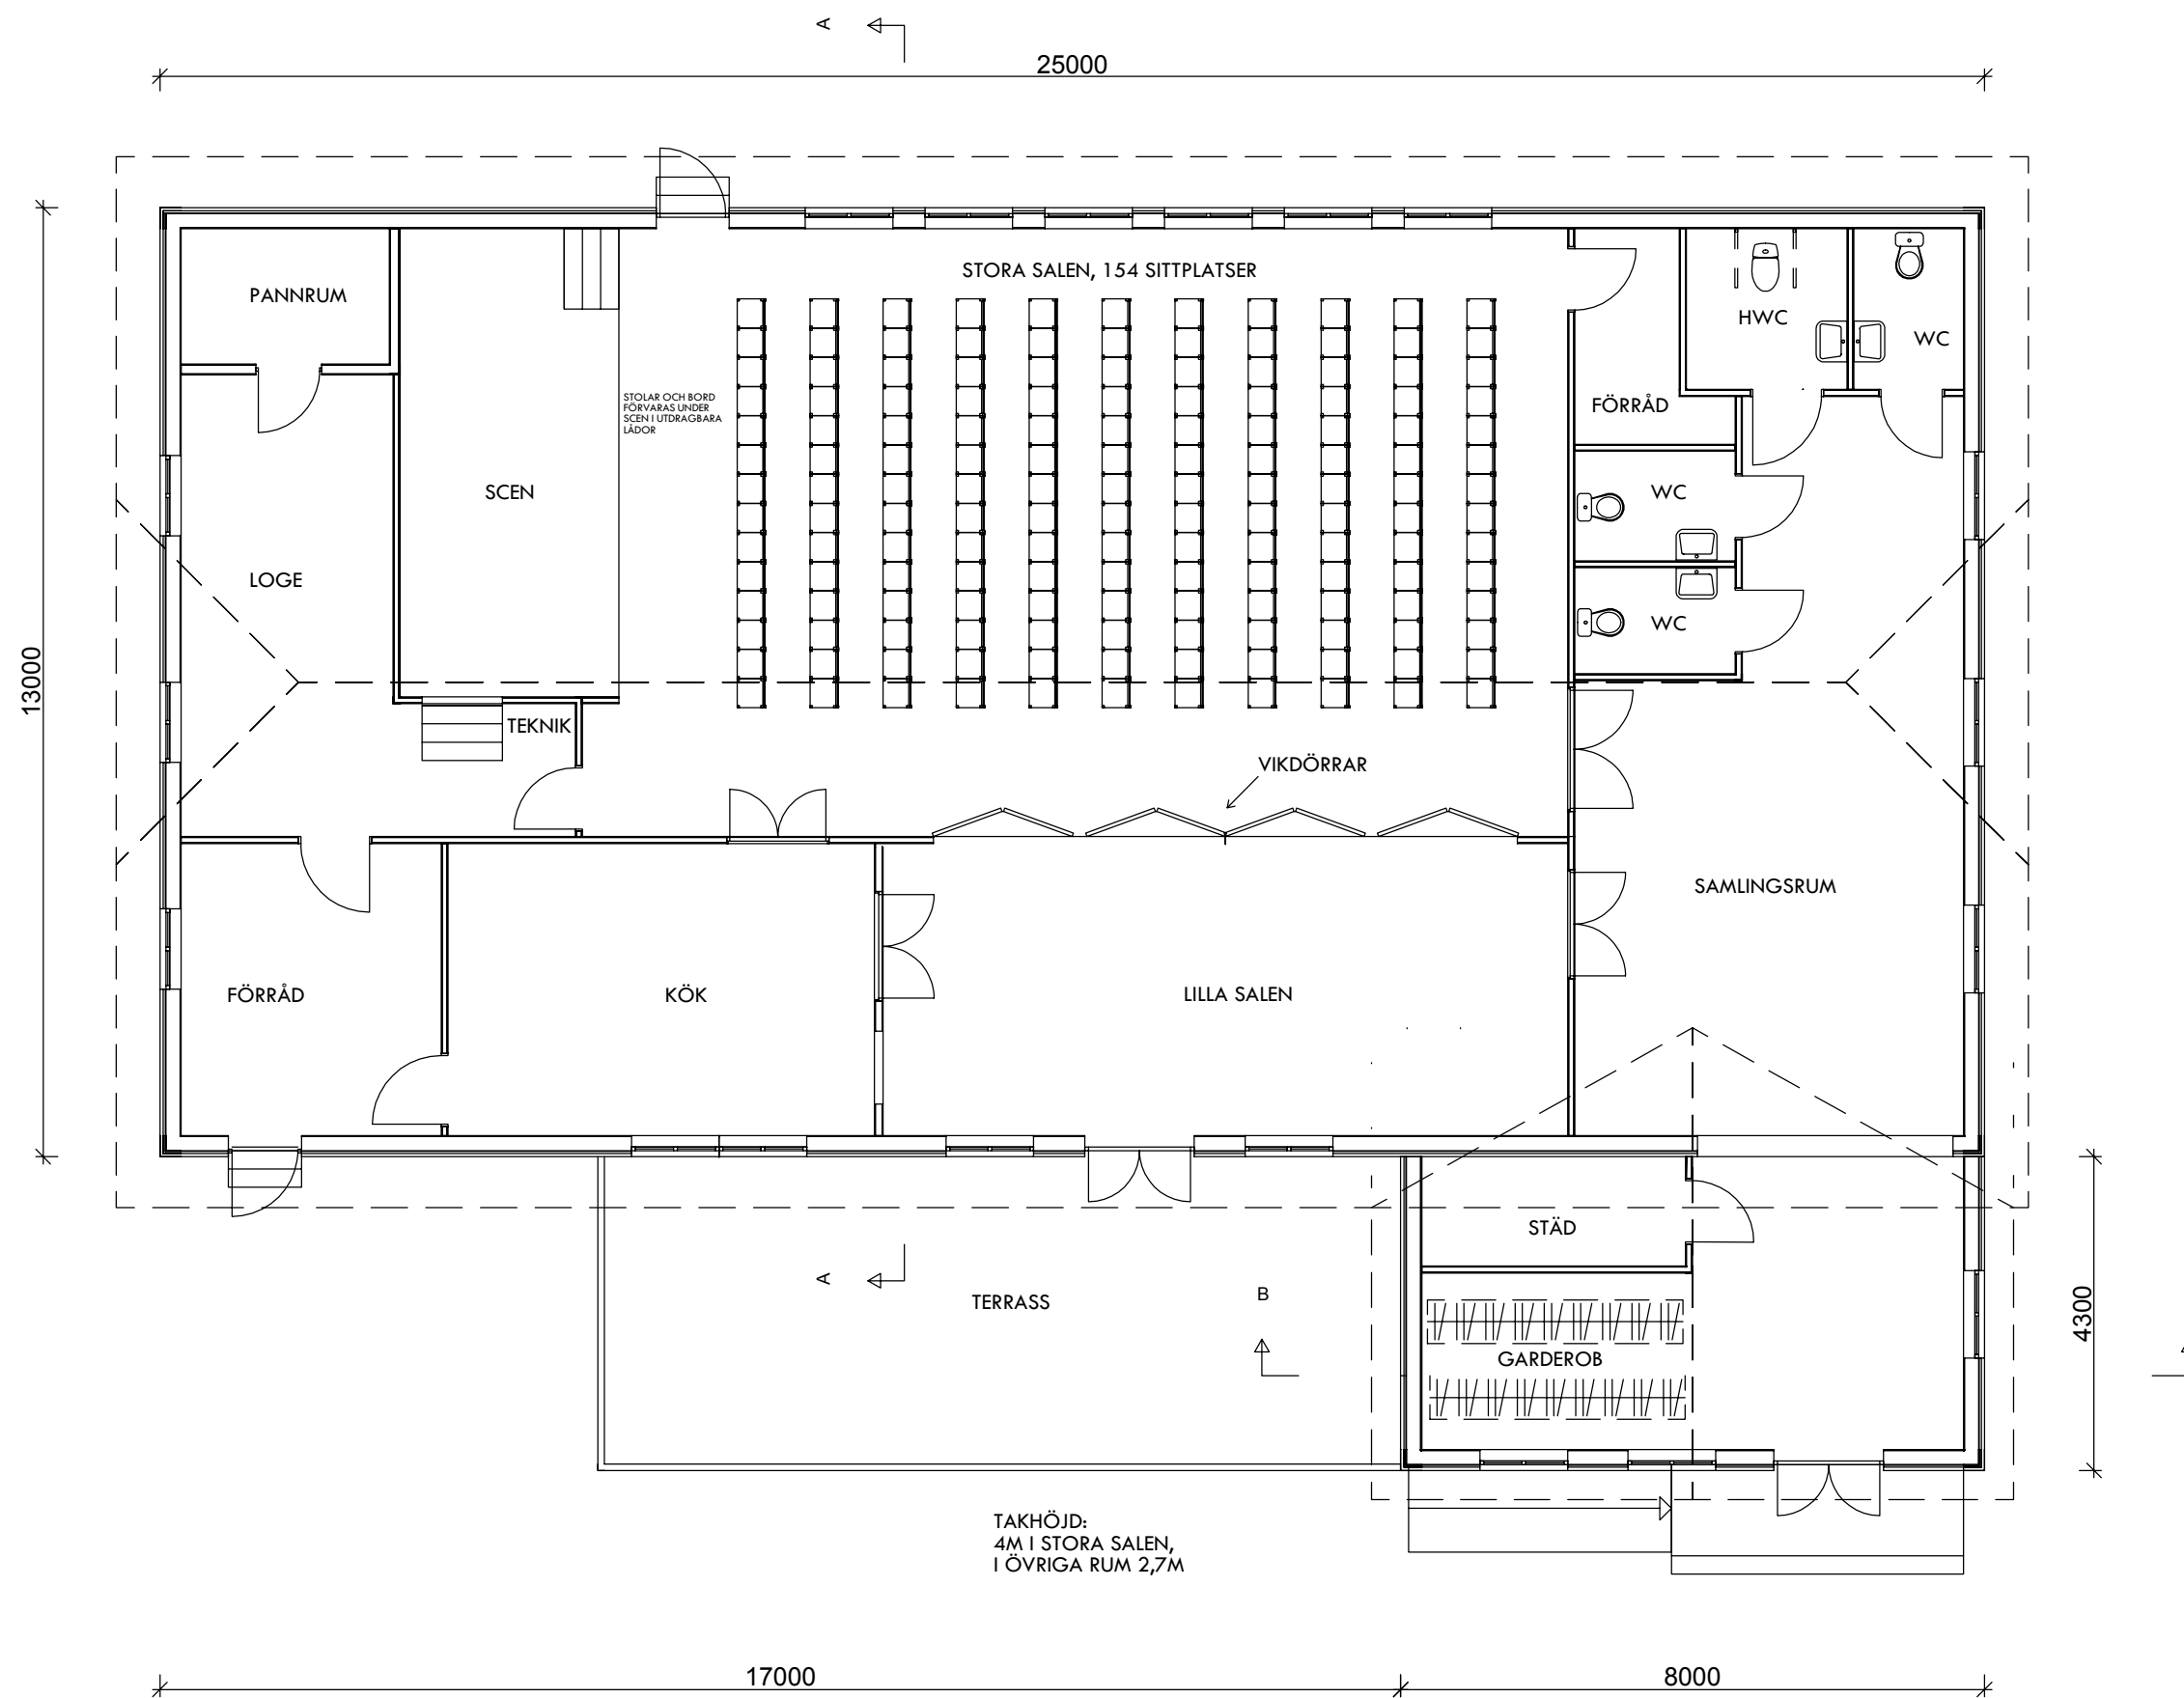 A
25000
STORA SALEN, 154 SITTPLATSER
PANNRUM
HWC
WC
STOLAR OCH BORD
FÖRVARAS UNDER
SCEN I UTDRAGBARA
LÅDOR
FÖRRÅD
SCEN
WC
LOGE
WC
13000
TEKNIK
VIKDÖRRAR
SAMLINGSRUM
FÖRRÅD
KÖK
LILLA SALEN
STÄD
A
B
TERRASS
4300
GARDEROB
TAKHÖJD:
4M I STORA SALEN,
I ÖVRIGA RUM 2,7M
17000
8000